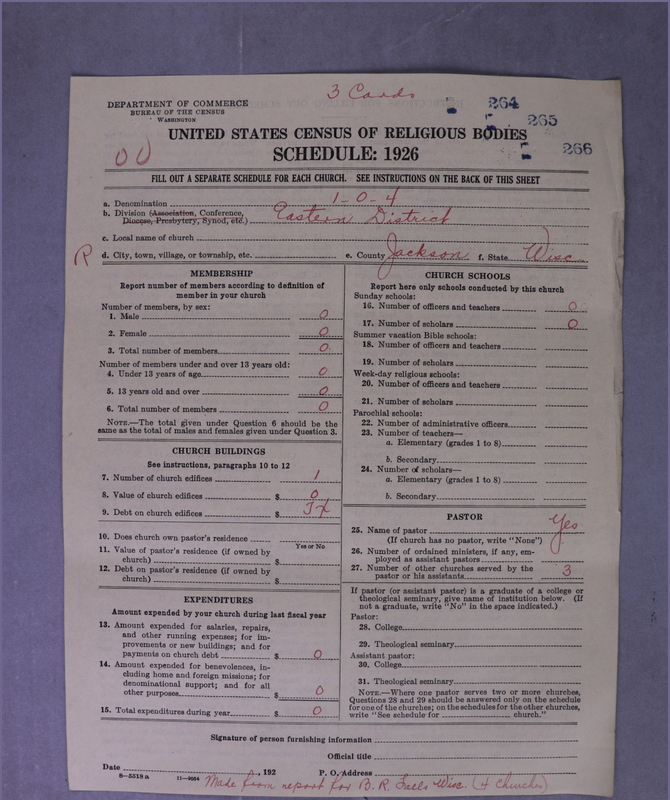 3 Cards
264
265
266
DEPARTMENT OF COMMERCE
BUREAU OF THE CENSUS
WASHINGTON
UNITED STATES CENSUS OF RELIGIOUS BODIES
SCHEDULE: 1926
00
FILL OUT A SEPARATE SCHEDULE FOR EACH CHURCH. SEE INSTRUCTIONS ON THE BACK OF THIS SHEET
a. Denomination 1-0-4
b. Division (Association, Conference, Diocese, Presbytery, Synod, etc.) Eastern District
c. Local name of church
R d. City, town, village, or township, etc. e. County Jackson f. State Wisc.
MEMBERSHIP
Report number of members according to definition of
member in your church
Number of members, by sex:
1. Male 0
2. Female 0
3. Total number of members 0
Number of members under and over 13 years old:
4. Under 13 years of age 0
5. 13 years old and over 0
6. Total number of members 0
NOTE.—The total given under Question 6 should be the
same as the total of males and females given under Question 3.
CHURCH BUILDINGS
See instructions, paragraphs 10 to 12
7. Number of church edifices 1
8. Value of church edifices $ 0
9. Debt on church edifices $
10. Does church own pastor's residence
Yes or No
11. Value of pastor's residence (if owned by
church) $
12. Debt on pastor's residence (if owned by
church) $
EXPENDITURES
Amount expended by your church during last fiscal year
13. Amount expended for salaries, repairs,
and other running expenses; for im-
provements or new buildings; and for
payments on church debt $ 0
14. Amount expended for benevolences, in-
cluding home and foreign missions; for
denominational support; and for all
other purposes $ 0
15. Total expenditures during year $ 0
CHURCH SCHOOLS
Report here only schools conducted by this church
Sunday schools:
16. Number of officers and teachers 0
17. Number of scholars 0
Summer vacation Bible schools:
18. Number of officers and teachers
19. Number of scholars
Week-day religious schools:
20. Number of officers and teachers
21. Number of scholars
Parochial schools:
22. Number of administrative officers
23. Number of teachers—
a. Elementary (grades 1 to 8)
b. Secondary
24. Number of scholars—
a. Elementary (grades 1 to 8)
b. Secondary
PASTOR
25. Name of pastor Yes
(If church has no pastor, write "None")
26. Number of ordained ministers, if any, em-
ployed as assistant pastors
27. Number of other churches served by the
pastor or his assistants 3
If pastor (or assistant pastor) is a graduate of a college or
theological seminary, give name of institution below. (If
not a graduate, write "No" in the space indicated.)
Pastor:
28. College
29. Theological seminary
Assistant pastor:
30. College
31. Theological seminary
NOTE.—Where one pastor serves two or more churches,
Questions 28 and 29 should be answered only on the schedule
for one of the churches; on the schedules for the other churches,
write "See schedule for church."
Signature of person furnishing information
Official title
Date , 192 P. O. Address
8-5518 a
Made from report for B. R. Falls Wisc. (4 churches)